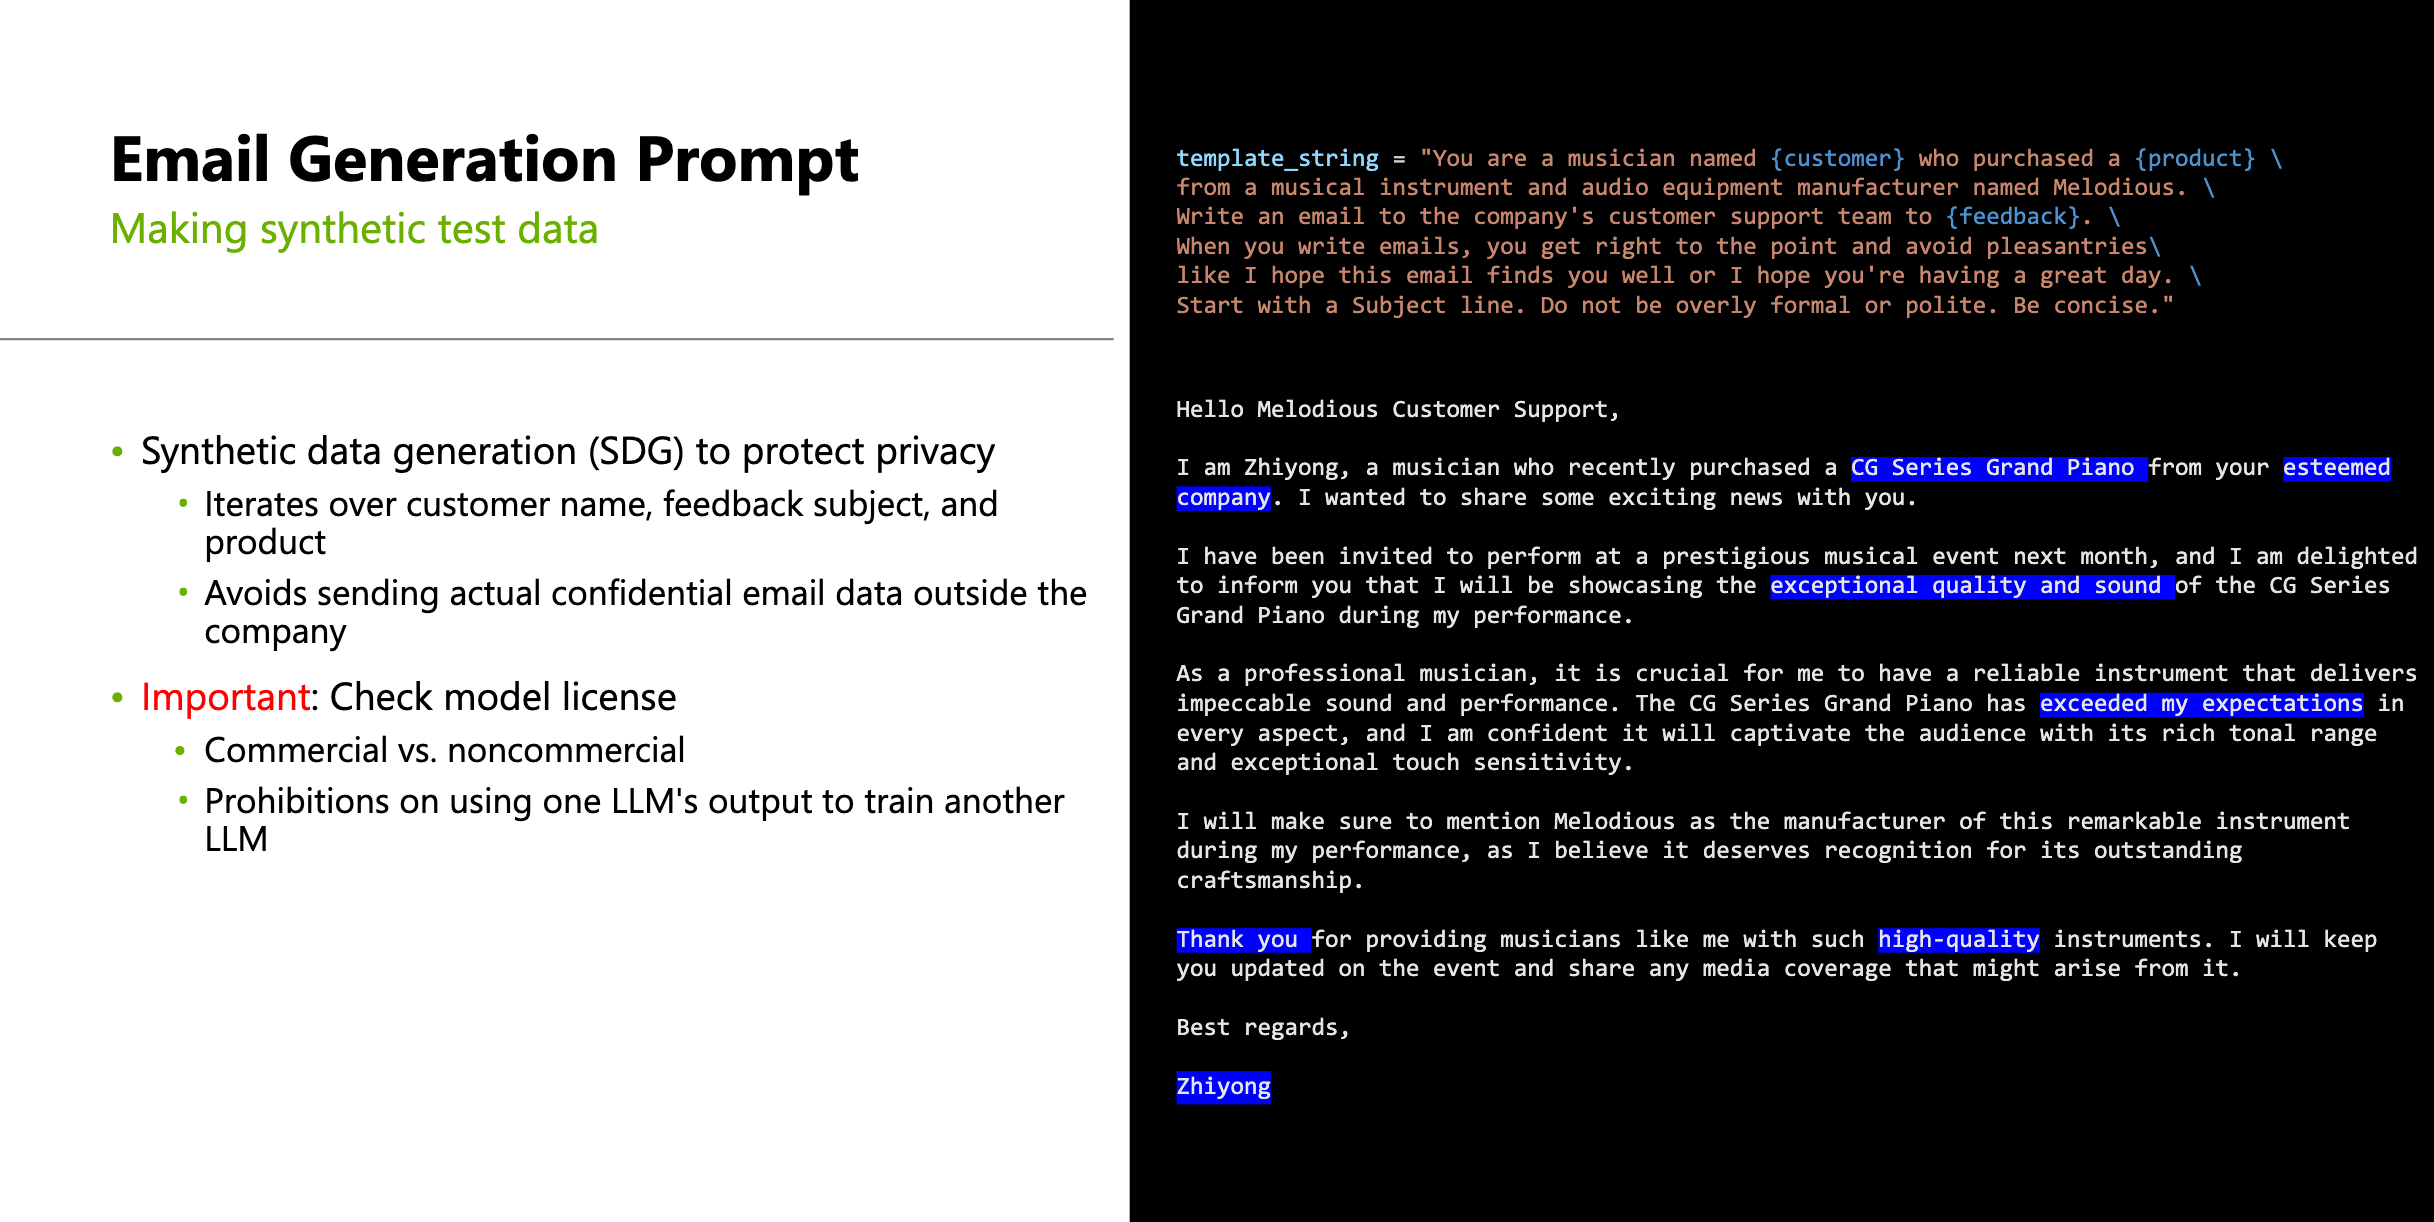 Email Generation Prompt
Making synthetic test data
• Synthetic data generation (SDG) to protect privacy
• Iterates over customer name, feedback subject, and
product
• Avoids sending actual confidential email data outside the
company
• Important: Check model license
• Commercial vs. noncommercial
• Prohibitions on using one LLM's output to train another
LLM
template_string = "You are a musician named {customer} who purchased a {product} \
from a musical instrument and audio equipment manufacturer named Melodious. \
Write an email to the company's customer support team to {feedback}. \
When you write emails, you get right to the point and avoid pleasantries\
like I hope this email finds you well or I hope you're having a great day. \
Start with a Subject line. Do not be overly formal or polite. Be concise."
Hello Melodious Customer Support,
I am Zhiyong, a musician who recently purchased a CG Series Grand Piano from your esteemed
company. I wanted to share some exciting news with you.
I have been invited to perform at a prestigious musical event next month, and I am delighted
to inform you that I will be showcasing the exceptional quality and sound of the CG Series
Grand Piano during my performance.
As a professional musician, it is crucial for me to have a reliable instrument that delivers
impeccable sound and performance. The CG Series Grand Piano has exceeded my expectations in
every aspect, and I am confident it will captivate the audience with its rich tonal range
and exceptional touch sensitivity.
I will make sure to mention Melodious as the manufacturer of this remarkable instrument
during my performance, as I believe it deserves recognition for its outstanding
craftsmanship.
Thank you for providing musicians like me with such high-quality instruments. I will keep
you updated on the event and share any media coverage that might arise from it.
Best regards,
Zhiyong